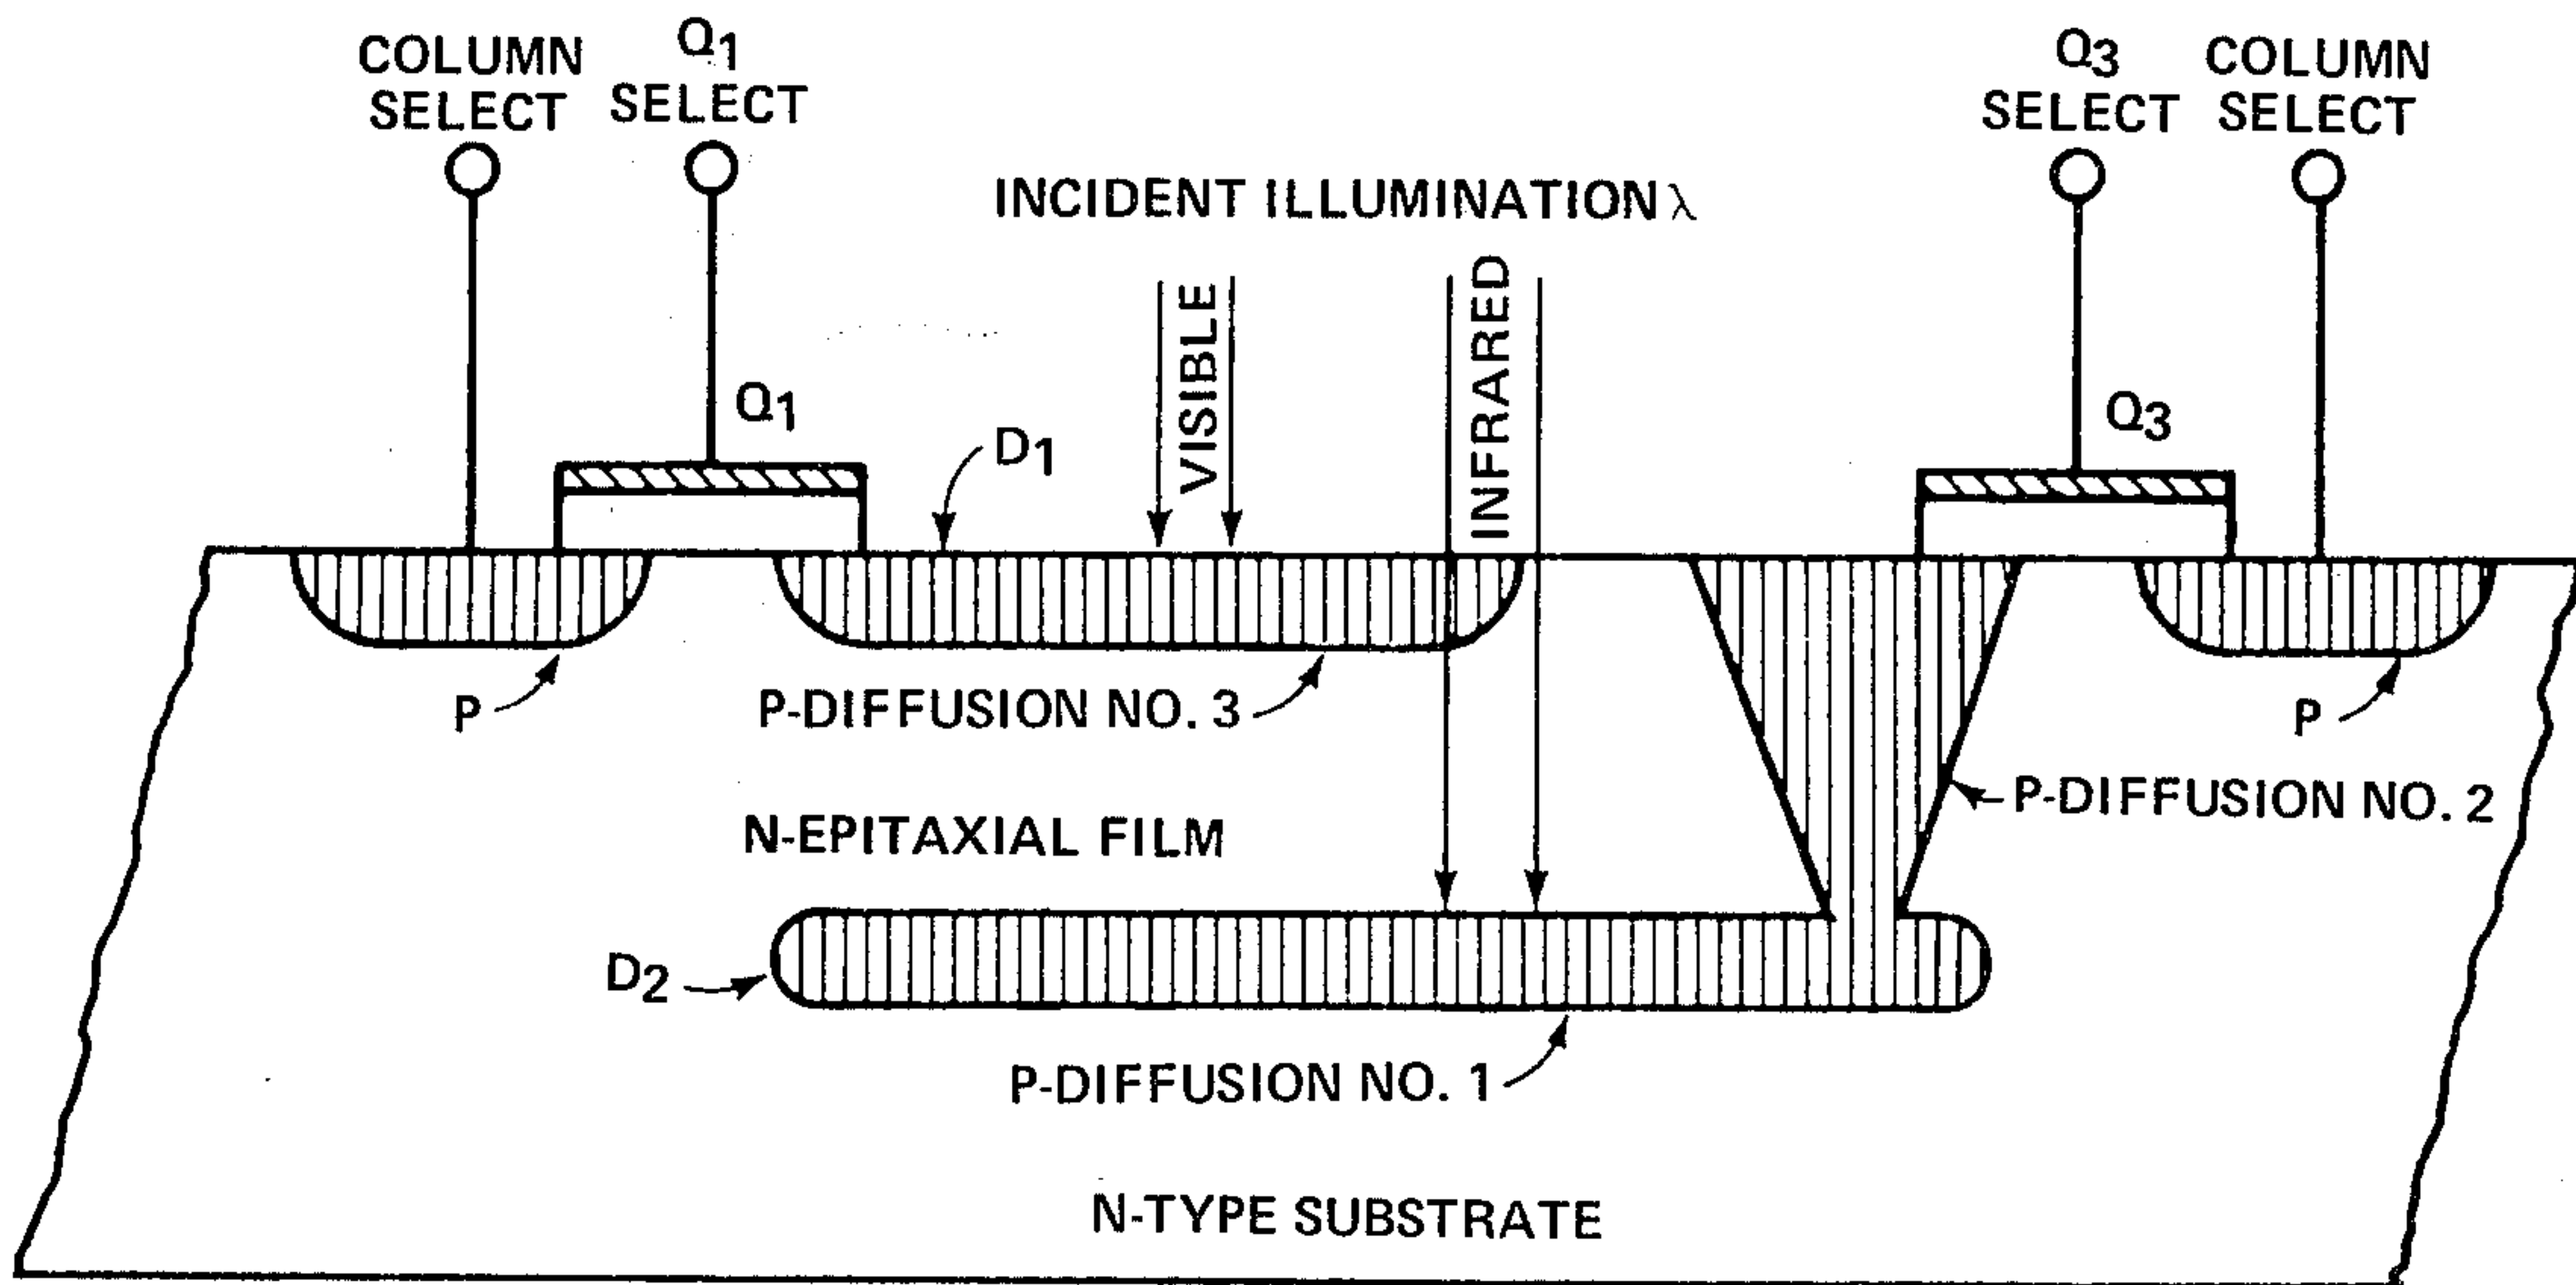 COLUMN
SELECT
Q1
SELECT
Q3
SELECT
COLUMN
SELECT
INCIDENT ILLUMINATION λ
VISIBLE
INFRARED
Q1
D1
Q3
P
P-DIFFUSION NO. 3
P
P-DIFFUSION NO. 2
N-EPITAXIAL FILM
D2
P-DIFFUSION NO. 1
N-TYPE SUBSTRATE